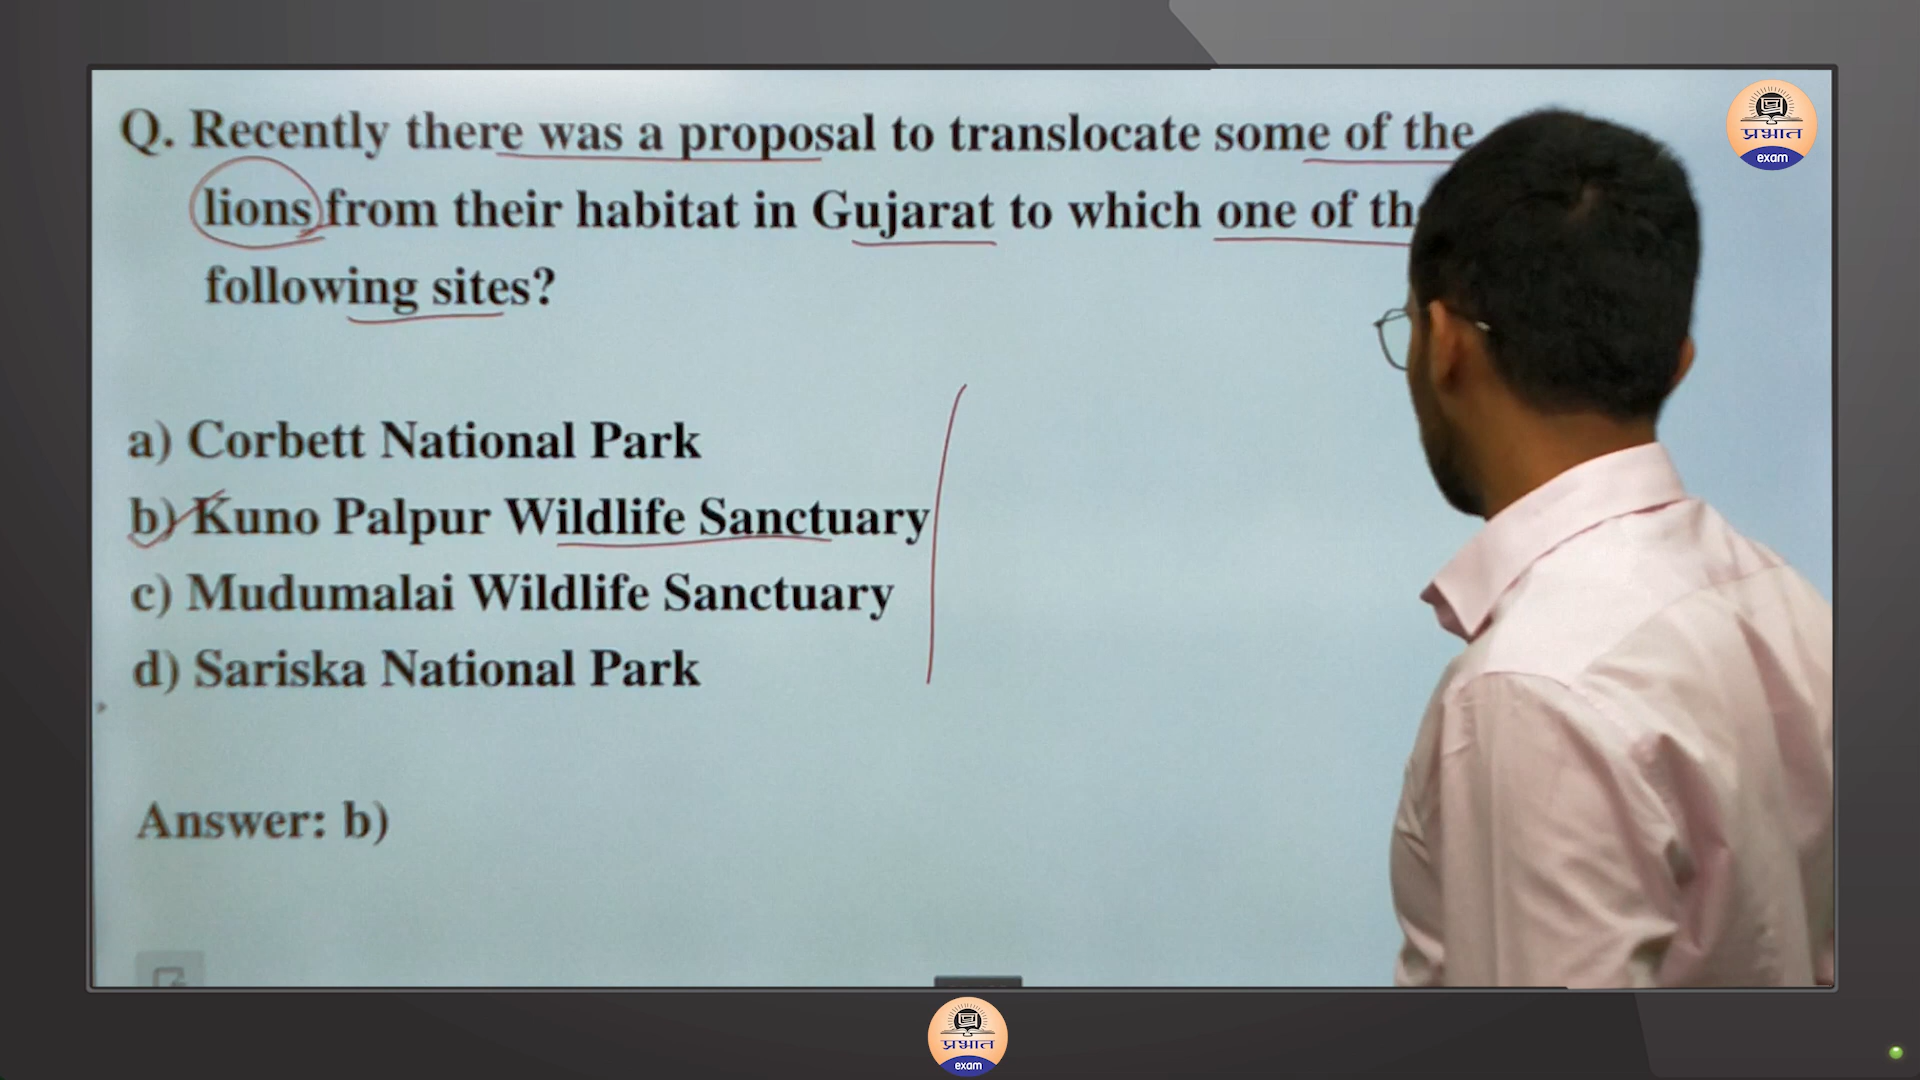 Q. Recently there was a proposal to translocate some of the
lions from their habitat in Gujarat to which one of
following sites?
a) Corbett National Park
b) Kuno Palpur Wildlife Sanctuary
c) Mudumalai Wildlife Sanctuary
d) Sariska National Park
Answer: b)
प्रभात
exam
प्रभात
exam